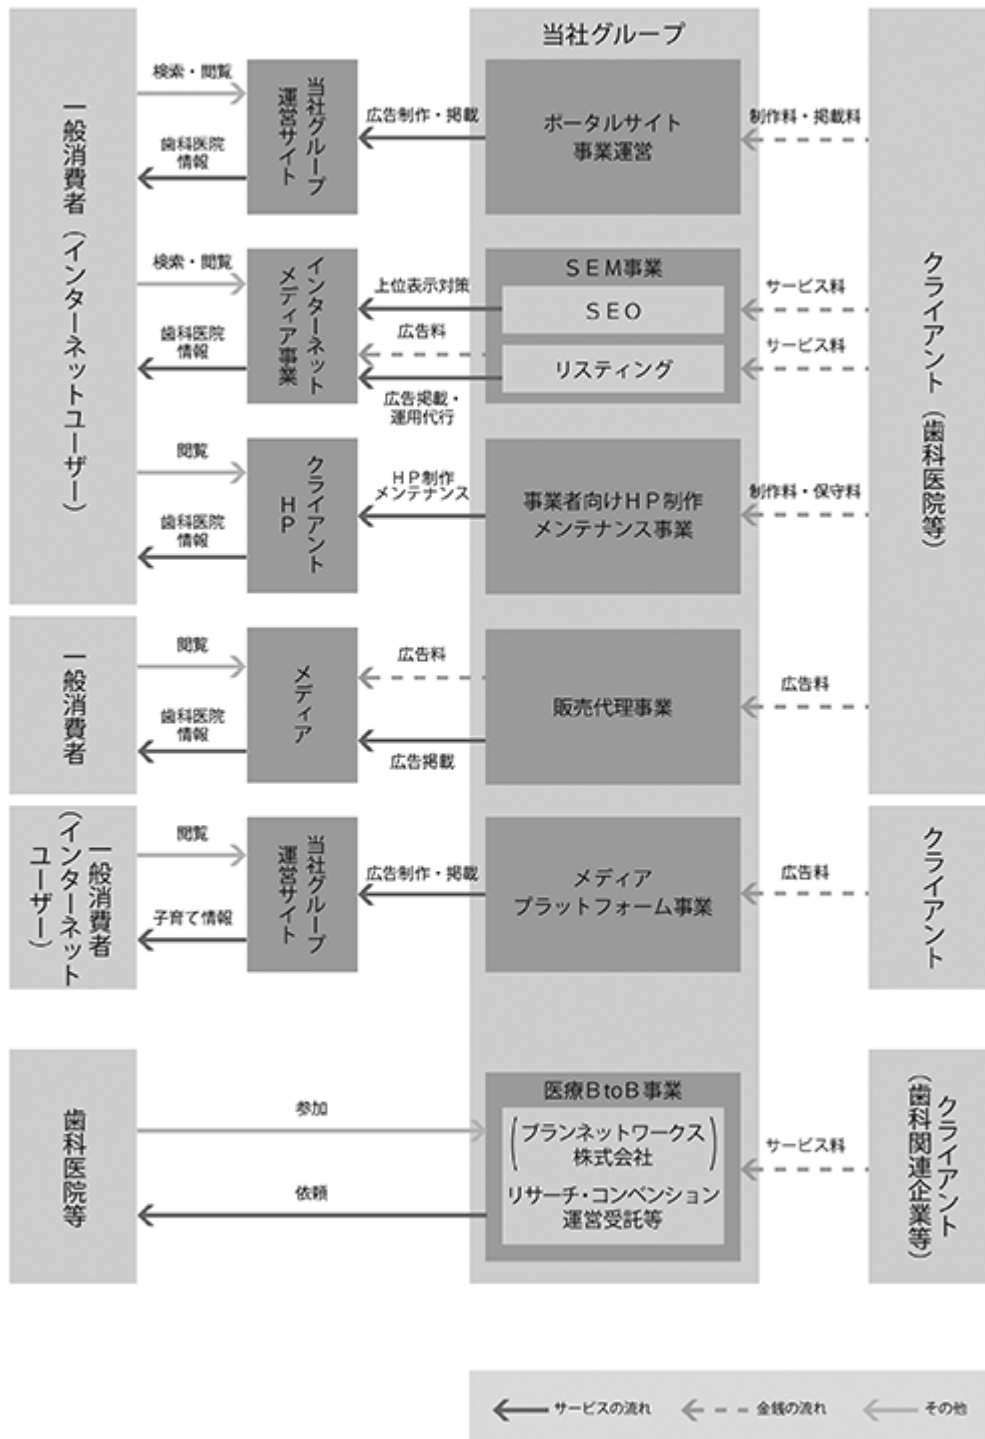 当社グループ
一般消費者（インターネットユーザー）
検索・閲覧
歯科医院
情報
当社グループ
運営サイト
広告制作・掲載
ポータルサイト
事業運営
制作料・掲載料
クライアント（歯科医院等）
検索・閲覧
歯科医院
情報
インターネット
メディア事業
上位表示対策
広告料
広告掲載・
運用代行
ＳＥＭ事業
ＳＥＯ
リスティング
サービス料
サービス料
閲覧
歯科医院
情報
クライアント
ＨＰ
ＨＰ制作
メンテナンス
事業者向けＨＰ制作
メンテナンス事業
制作料・保守料
一般消費者
閲覧
歯科医院
情報
メディア
広告料
広告掲載
販売代理事業
広告料
一般消費者
（インターネット
ユーザー）
閲覧
子育て情報
当社グループ
運営サイト
広告制作・掲載
メディア
プラットフォーム事業
広告料
クライアント
歯科医院等
参加
依頼
医療ＢtoＢ事業
（ブランネットワークス
株式会社）
リサーチ・コンベンション
運営受託等
サービス料
クライアント
（歯科関連企業等）
サービスの流れ
金銭の流れ
その他